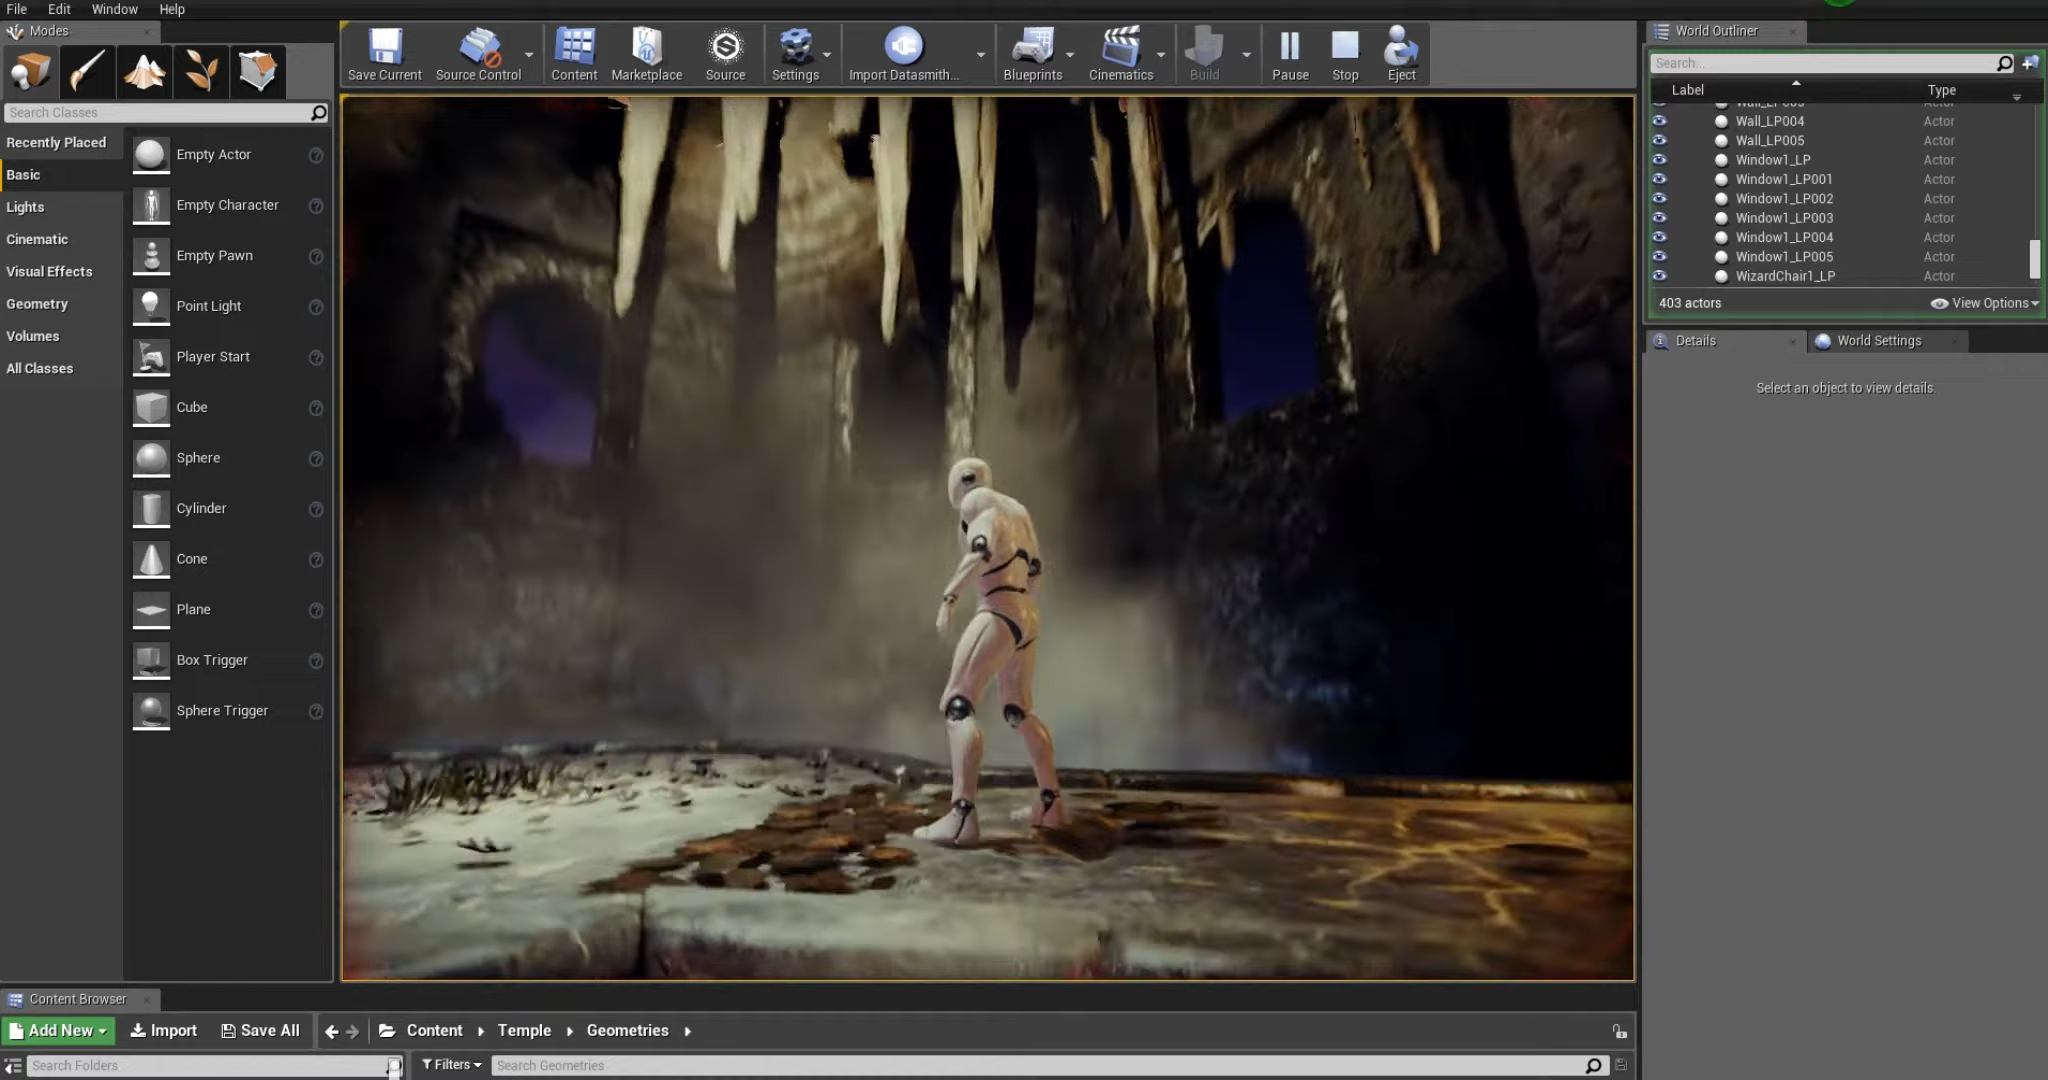 File Edit Window Help
Modes
Search Classes
Recently Placed
Basic
Lights
Cinematic
Visual Effects
Geometry
Volumes
All Classes
Empty Actor
Empty Character
Empty Pawn
Point Light
Player Start
Cube
Sphere
Cylinder
Cone
Plane
Box Trigger
Sphere Trigger
Save Current Source Control Content Marketplace Source Settings Import Datasmith... Blueprints Cinematics Build Pause Stop Eject
World Outliner
Search...
Label Type
Wall_LP004 Actor
Wall_LP005 Actor
Window1_LP Actor
Window1_LP001 Actor
Window1_LP002 Actor
Window1_LP003 Actor
Window1_LP004 Actor
Window1_LP005 Actor
WizardChair1_LP Actor
403 actors View Options
Details World Settings
Select an object to view details.
Content Browser
Add New Import Save All Content Temple Geometries
Search Folders Filters Search Geometries